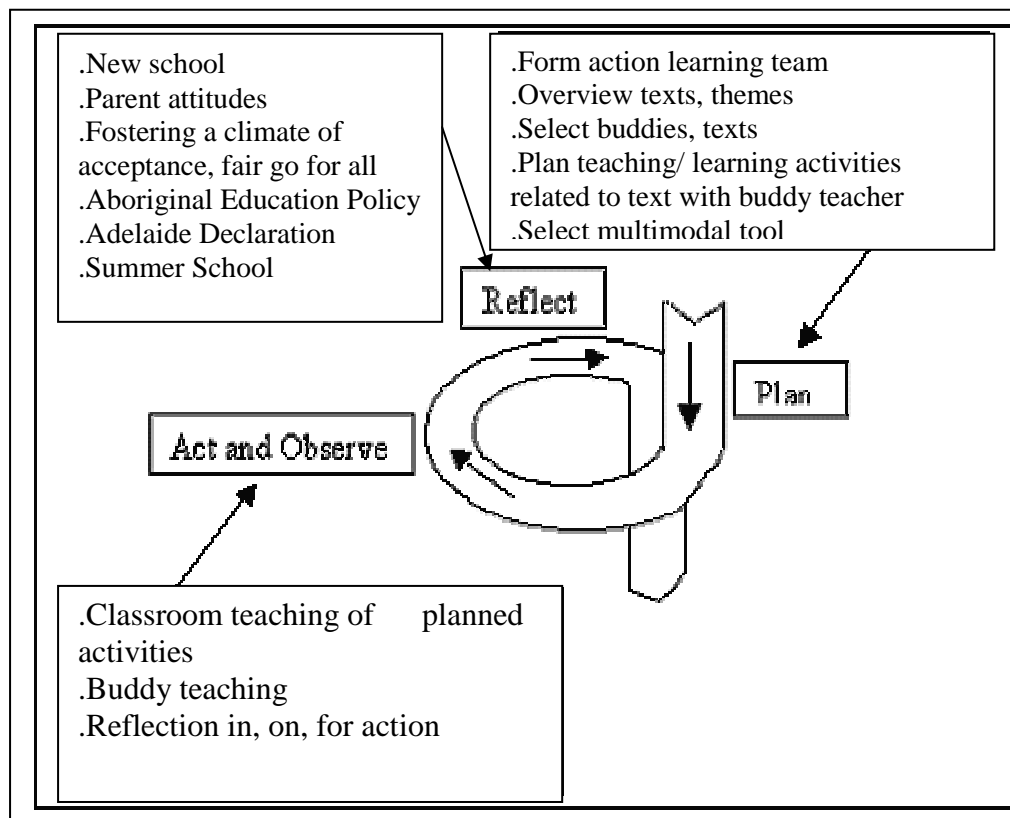 .New school
.Parent attitudes
.Fostering a climate of
acceptance, fair go for all
.Aboriginal Education Policy
.Adelaide Declaration
.Summer School
.Form action learning team
.Overview texts, themes
.Select buddies, texts
.Plan teaching/ learning activities
related to text with buddy teacher
.Select multimodal tool
Reflect
Plan
Act and Observe
.Classroom teaching of planned
activities
.Buddy teaching
.Reflection in, on, for action